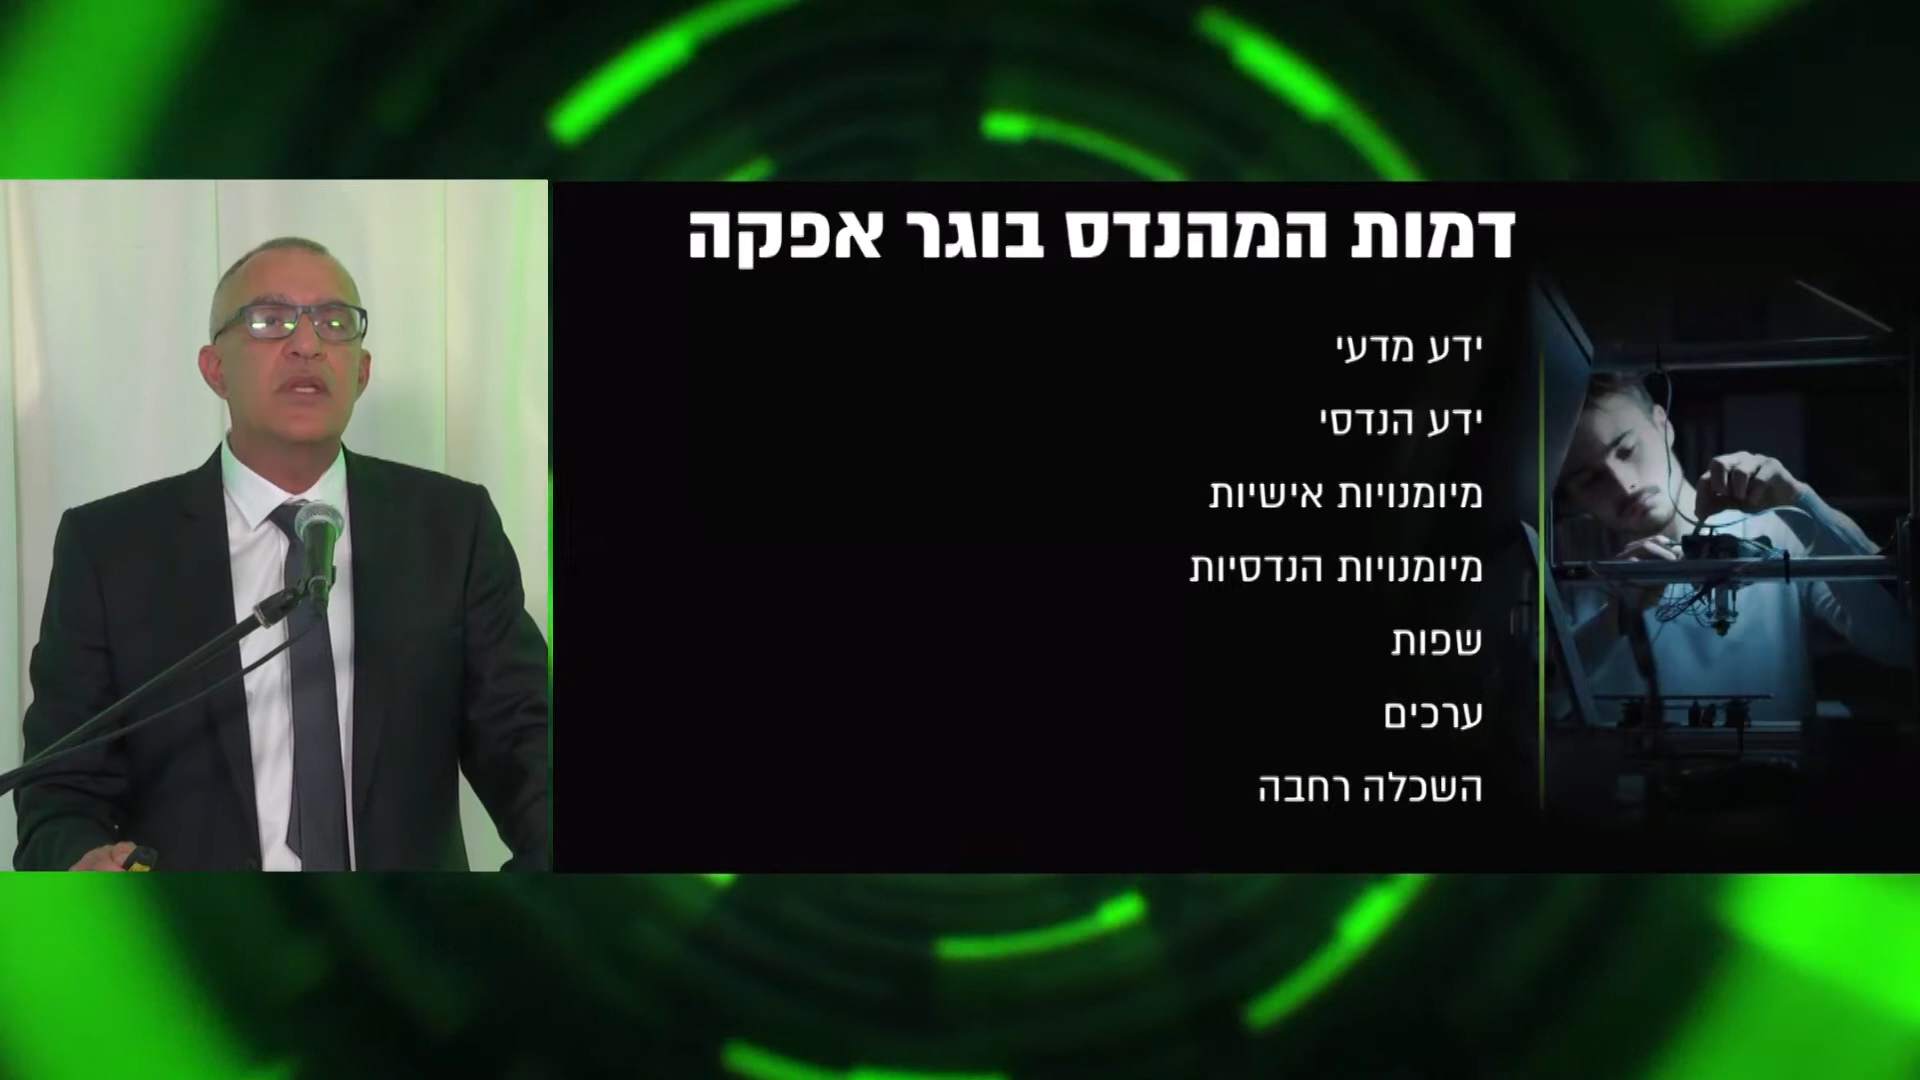 דמות המהנדס בוגר אפקה
ידע מדעי
ידע הנדסי
מיומנויות אישיות
מיומנויות הנדסיות
שפות
ערכים
השכלה רחבה